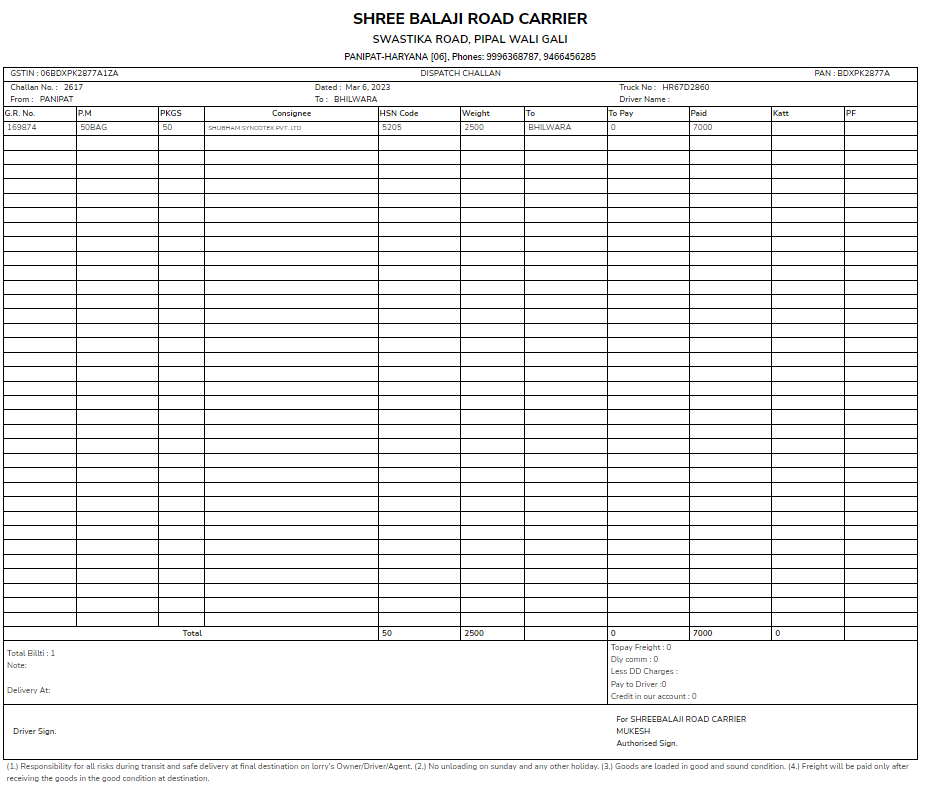 SHREE BALAJI ROAD CARRIER
SWASTIKA ROAD, PIPAL WALI GALI
PANIPAT-HARYANA [06], Phones: 9996368787, 9466456285
GSTIN : 06BDXPK2877A1ZA DISPATCH CHALLAN PAN : BDXPK2877A
Challan No. : 2617 Dated : Mar 6, 2023 Truck No : HR67D2860
From : PANIPAT To : BHILWARA Driver Name :
G.R. No. P.M PKGS Consignee HSN Code Weight To To Pay Paid Katt PF
169874 50BAG 50 SHUBHAM SYNCOTEX PVT. LTD 5205 2500 BHILWARA 0 7000
Total 50 2500 0 7000 0
Total Billti : 1
Note:
Delivery At:
Topay Freight : 0
Dly comm : 0
Less DD Charges :
Pay to Driver :0
Credit in our account : 0
Driver Sign.
For SHREEBALAJI ROAD CARRIER
MUKESH
Authorised Sign.
(1.) Responsibility for all risks during transit and safe delivery at final destination on lorry's Owner/Driver/Agent. (2.) No unloading on sunday and any other holiday. (3.) Goods are loaded in good and sound condition. (4.) Freight will be paid only after
receiving the goods in the good condition at destination.